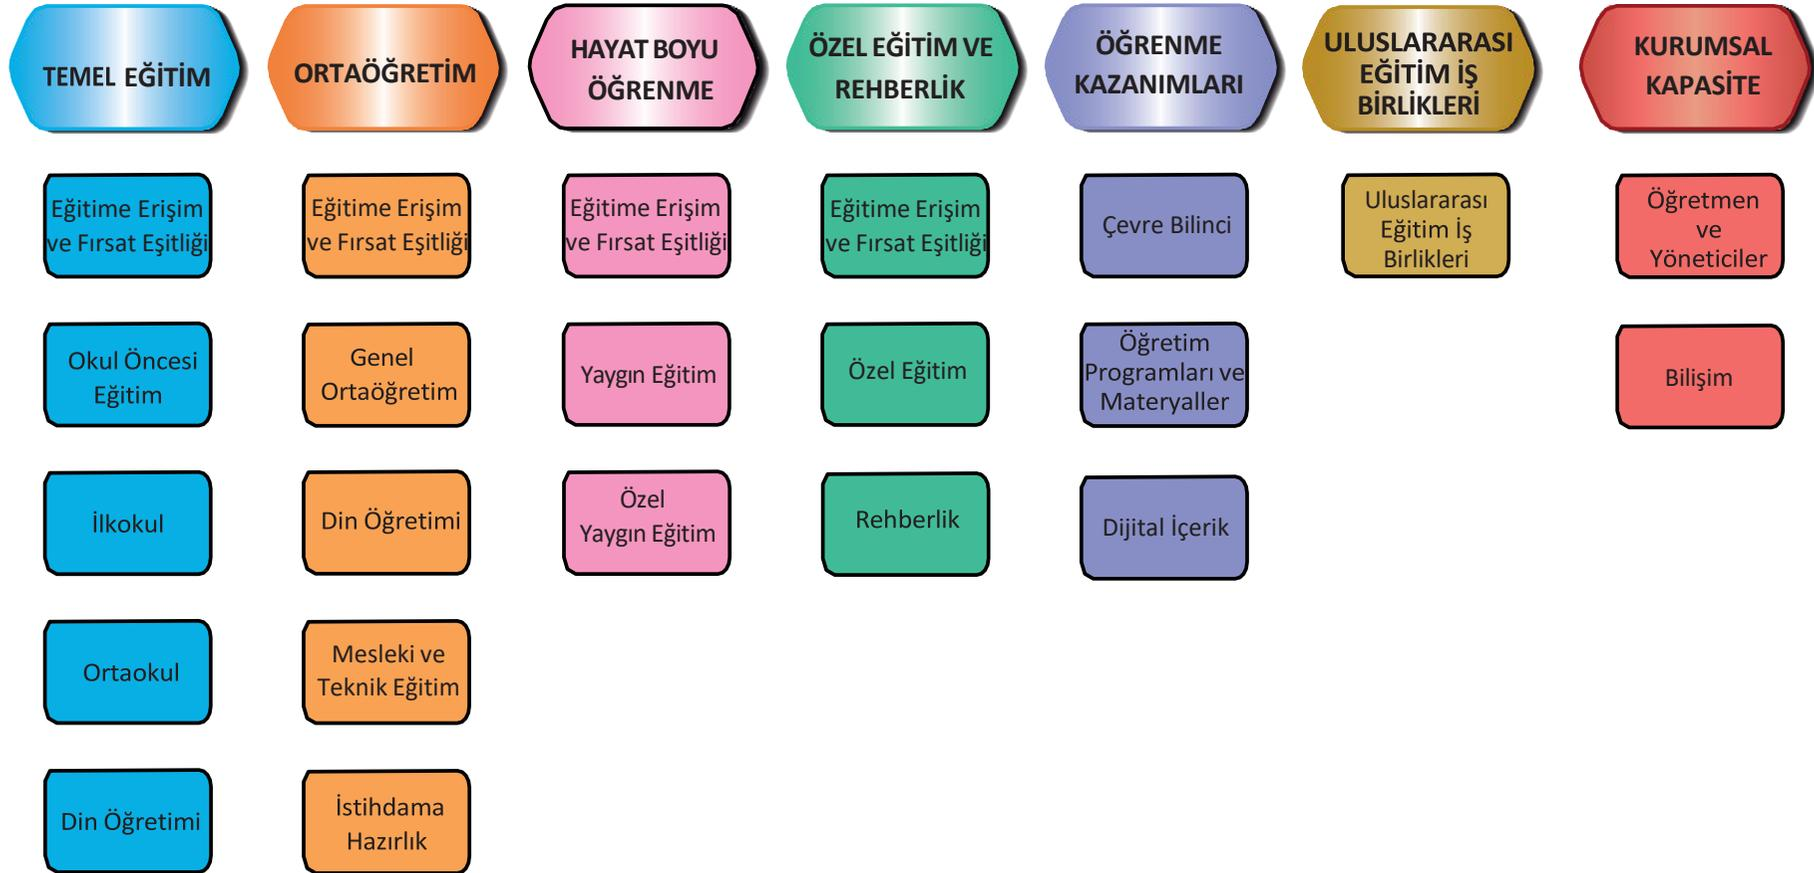 TEMEL EĞİTİM
ORTAÖĞRETİM
HAYAT BOYU
ÖĞRENME
ÖZEL EĞİTİM VE
REHBERLİK
ÖĞRENME
KAZANIMLARI
ULUSLARARASI
EĞİTİM İŞ
BİRLİKLERİ
KURUMSAL
KAPASİTE
Eğitime Erişim
ve Fırsat Eşitliği
Eğitime Erişim
ve Fırsat Eşitliği
Eğitime Erişim
ve Fırsat Eşitliği
Eğitime Erişim
ve Fırsat Eşitliği
Çevre Bilinci
Uluslararası
Eğitim İş
Birlikleri
Öğretmen
ve
Yöneticiler
Okul Öncesi
Eğitim
Genel
Ortaöğretim
Yaygın Eğitim
Özel Eğitim
Öğretim
Programları ve
Materyaller
Bilişim
İlkokul
Din Öğretimi
Özel
Yaygın Eğitim
Rehberlik
Dijital İçerik
Ortaokul
Mesleki ve
Teknik Eğitim
Din Öğretimi
İstihdama
Hazırlık